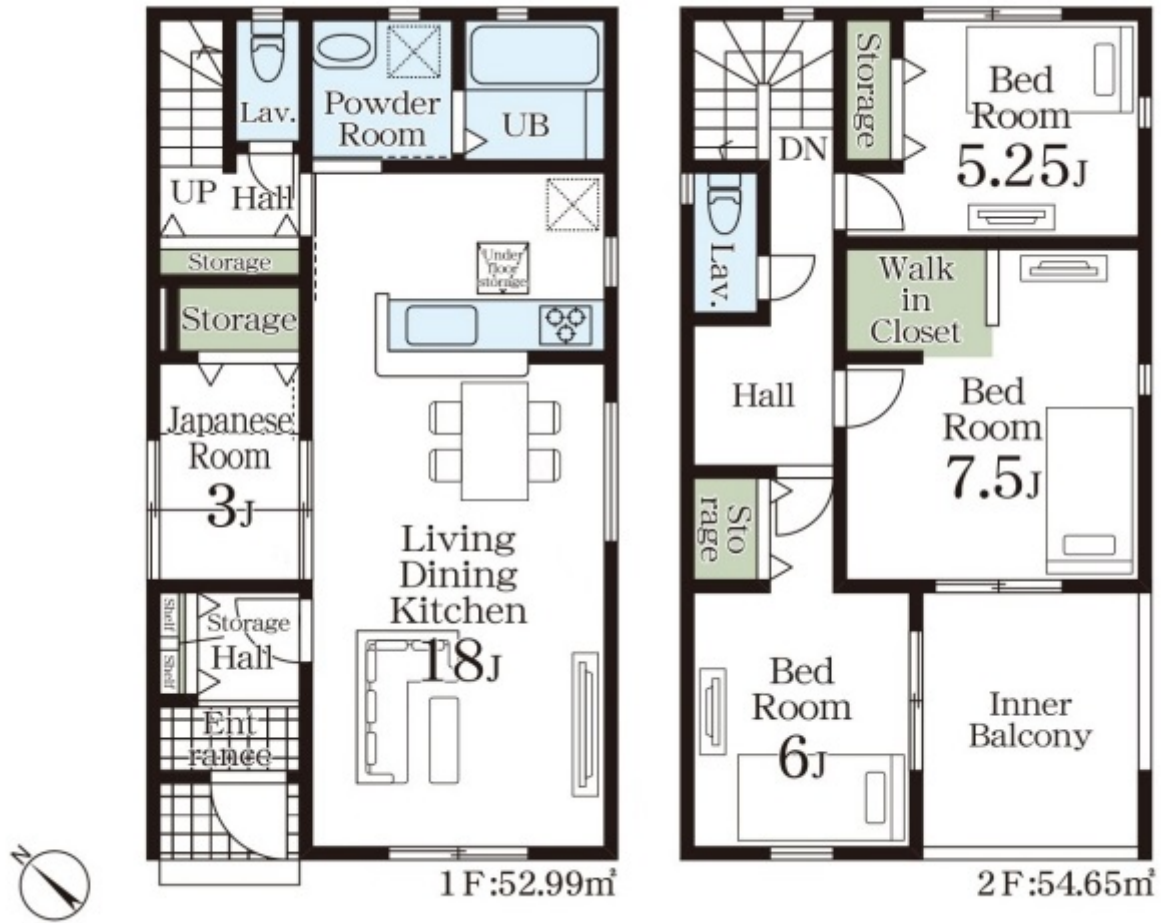 Lav.
Powder
Room
UB
UP
Hall
Storage
Under
floor
storage
Storage
Japanese
Room
3J
Living
Dining
Kitchen
18J
Shelf
Shelf
Storage
Hall
Ent
rance
N
1F:52.99㎡
DN
Storage
Bed
Room
5.25J
Lav.
Walk
in
Closet
Hall
Bed
Room
7.5J
Sto
rage
Bed
Room
6J
Inner
Balcony
2F:54.65㎡